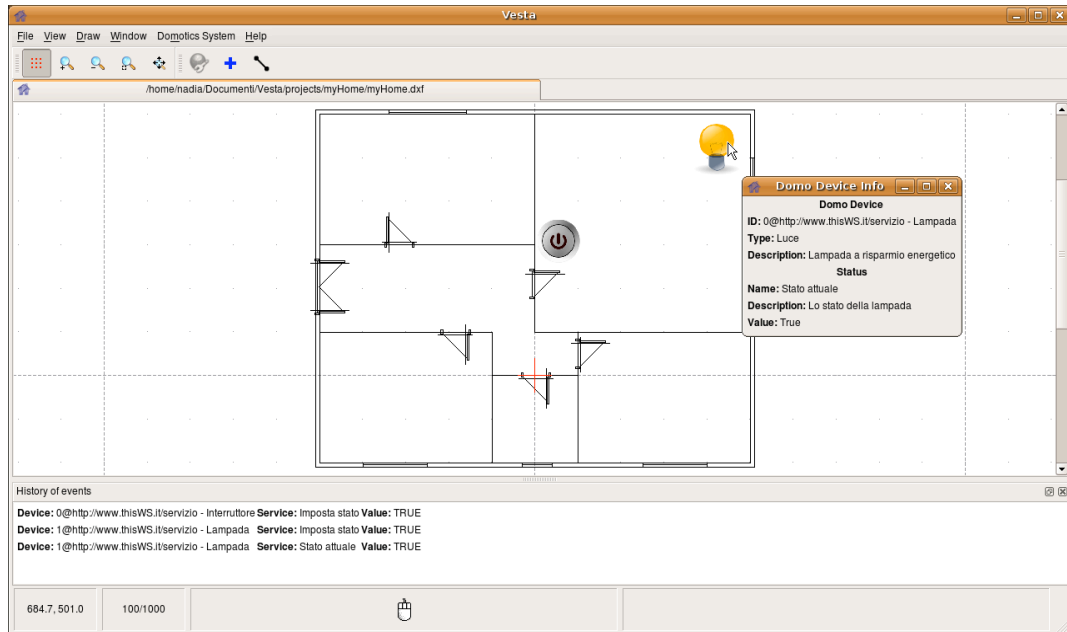 Vesta
File View Draw Window Domotics System Help
/home/nadia/Documenti/Vesta/projects/myHome/myHome.dxf
Domo Device Info
Domo Device
ID: 0@http://www.thisWS.it/servizio - Lampada
Type: Luce
Description: Lampada a risparmio energetico
Status
Name: Stato attuale
Description: Lo stato della lampada
Value: True
History of events
Device: 0@http://www.thisWS.it/servizio - Interruttore Service: Imposta stato Value: TRUE
Device: 1@http://www.thisWS.it/servizio - Lampada Service: Imposta stato Value: TRUE
Device: 1@http://www.thisWS.it/servizio - Lampada Service: Stato attuale Value: TRUE
684.7, 501.0 100/1000